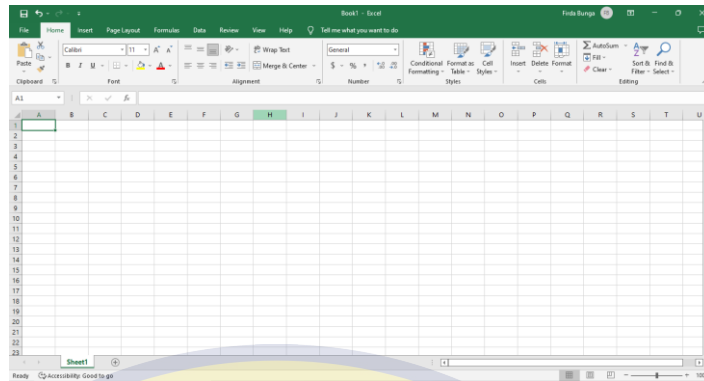 Book1 - Excel
Firda Bunga
File Home Insert Page Layout Formulas Data Review View Help Tell me what you want to do
Paste
Calibri 11
B I U
Wrap Text
Merge & Center
General
$ % ,
Conditional Formatting
Format as Table
Cell Styles
Insert Delete Format
AutoSum
Fill
Clear
Sort & Filter
Find & Select
Clipboard Font Alignment Number Styles Cells Editing
A1 fx
A B C D E F G H I J K L M N O P Q R S T U
1
2
3
4
5
6
7
8
9
10
11
12
13
14
15
16
17
18
19
20
21
22
23
Sheet1
Ready Accessibility: Good to go